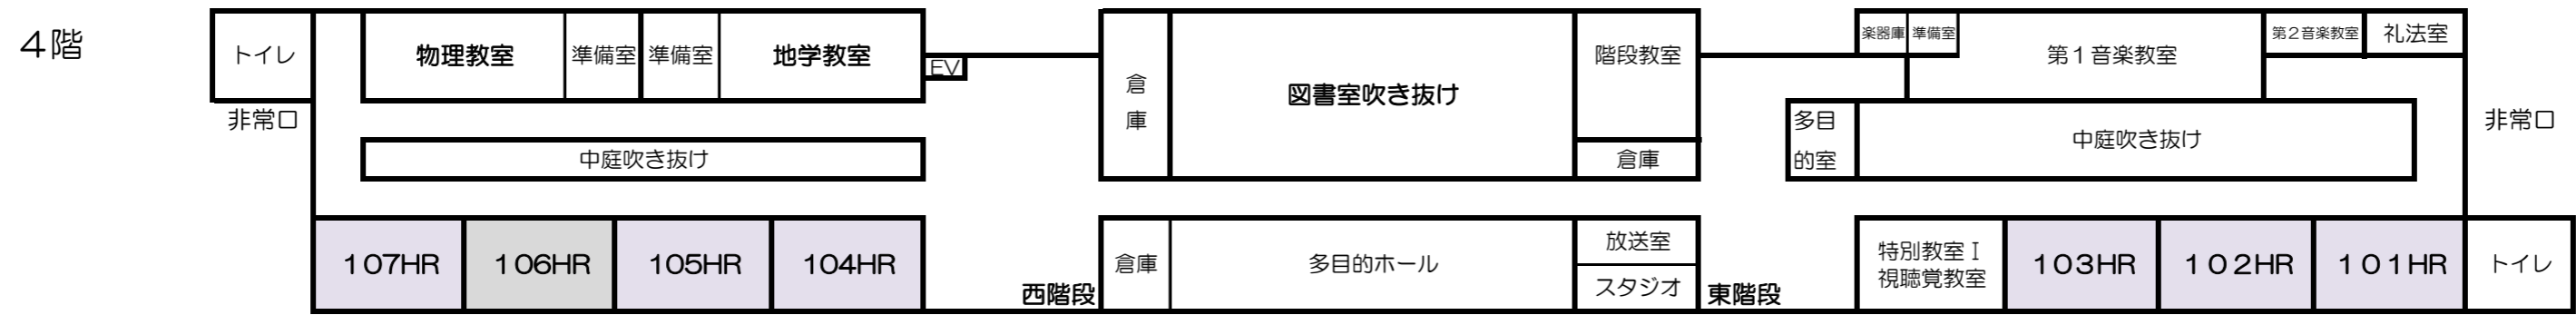 ４階
トイレ
物理教室
準備室
準備室
地学教室
EV
倉
庫
図書室吹き抜け
階段教室
倉庫
楽器庫
準備室
第１音楽教室
第２音楽教室
礼法室
非常口
中庭吹き抜け
多目
的室
中庭吹き抜け
非常口
１０７HR
１０６HR
１０５HR
１０４HR
西階段
倉庫
多目的ホール
放送室
スタジオ
東階段
特別教室Ⅰ
視聴覚教室
１０３HR
１０２HR
１０１HR
トイレ